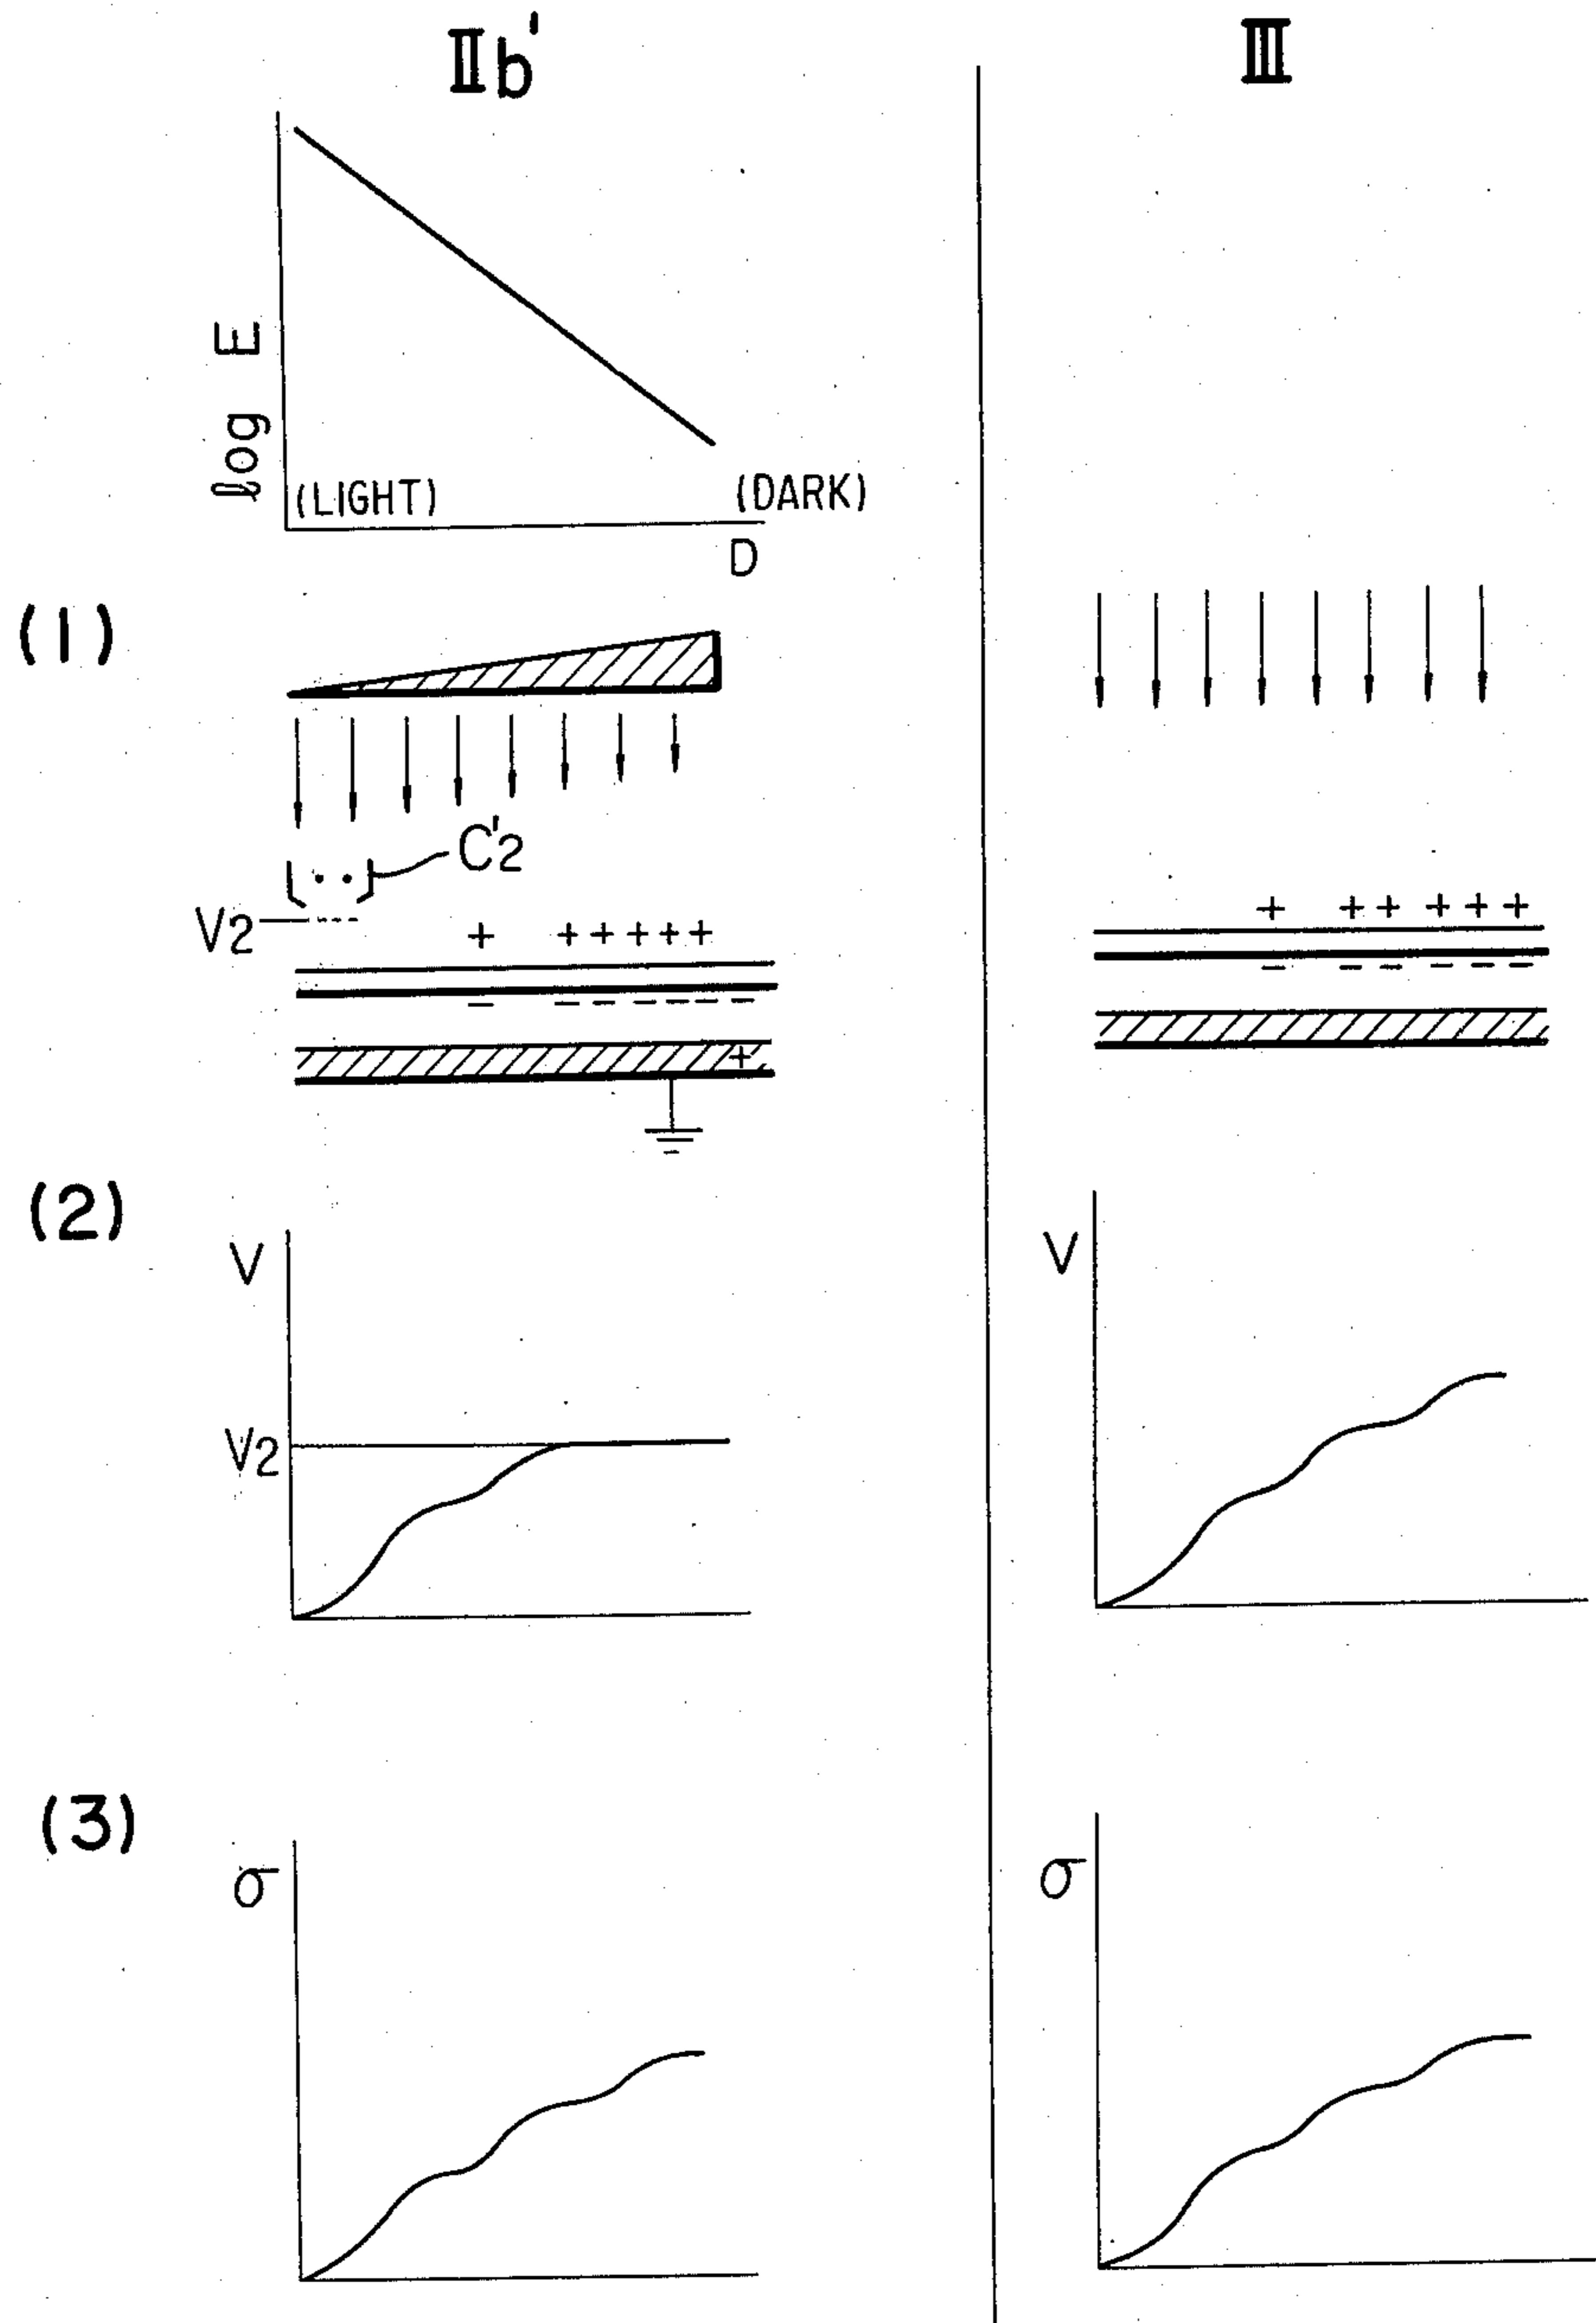 IIb'
III
log E
(LIGHT)
(DARK)
D
(1)
C'2
V2
+ + + + + +
+ + + + + +
− − − − − − −
− − − − − −
+
(2)
V
V
V2
(3)
σ
σ